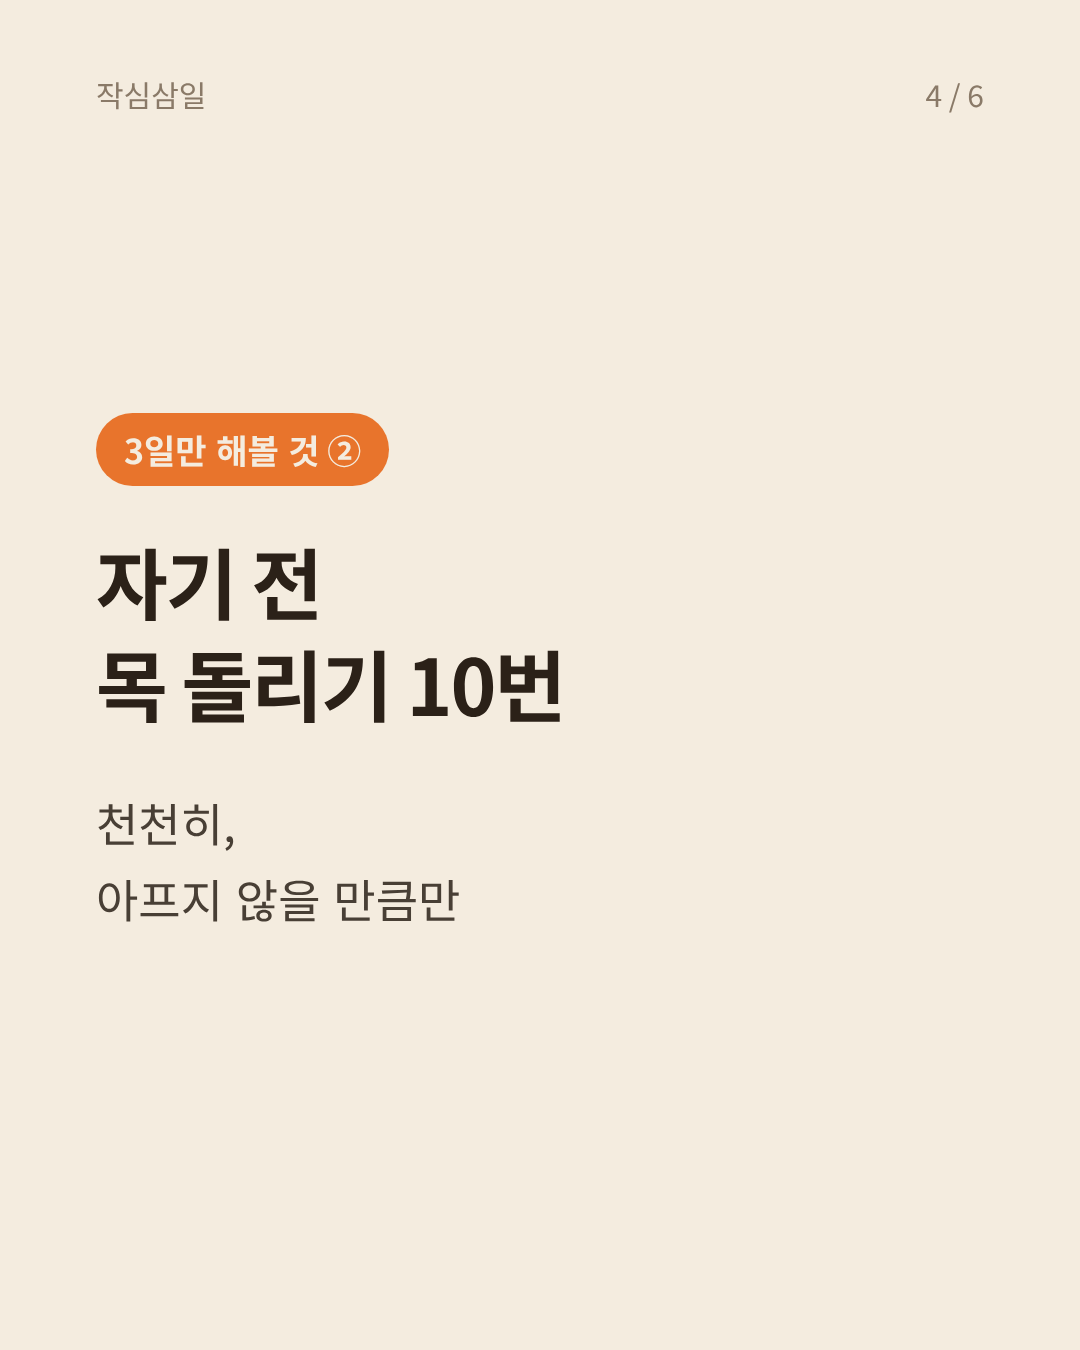 작심삼일
4 / 6
3일만 해볼 것 ②
자기 전
목 돌리기 10번
천천히,
아프지 않을 만큼만